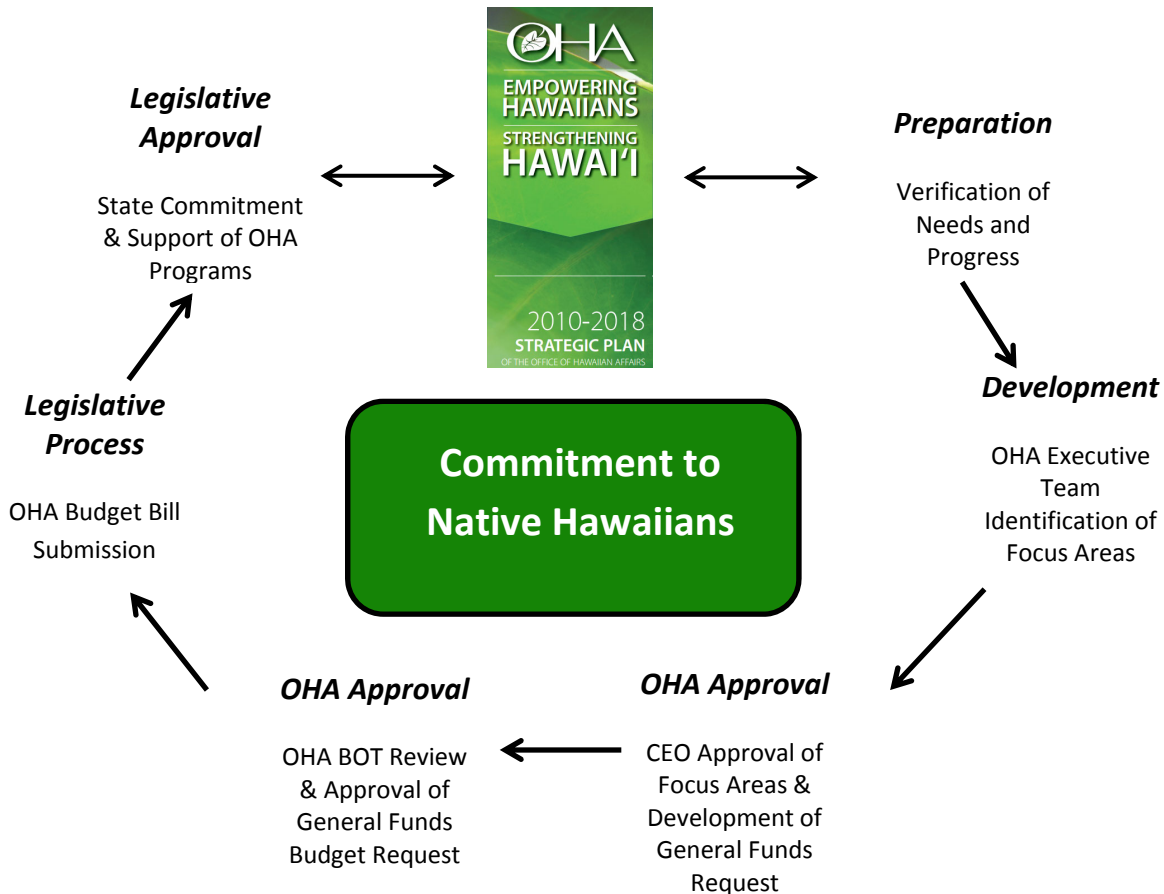 OHA
EMPOWERING
HAWAIIANS
STRENGTHENING
HAWAIʻI
2010-2018
STRATEGIC PLAN
OF THE OFFICE OF HAWAIIAN AFFAIRS
Preparation
Verification of
Needs and
Progress
Development
OHA Executive
Team
Identification of
Focus Areas
OHA Approval
CEO Approval of
Focus Areas &
Development of
General Funds
Request
OHA Approval
OHA BOT Review
& Approval of
General Funds
Budget Request
Legislative
Process
OHA Budget Bill
Submission
Legislative
Approval
State Commitment
& Support of OHA
Programs
Commitment to
Native Hawaiians